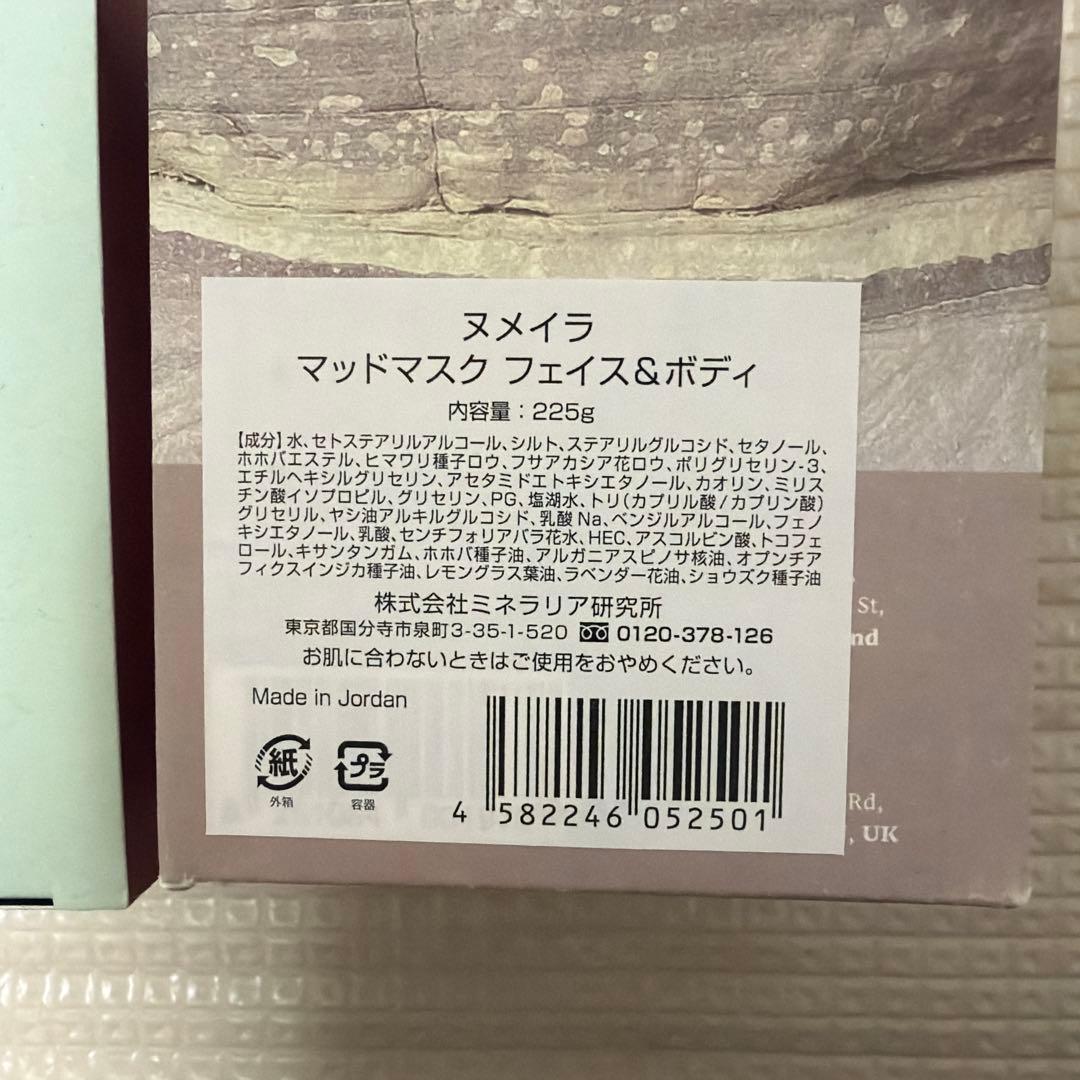 ヌメイラ
マッドマスク フェイス&ボディ
内容量：225g
【成分】水、セトステアリルアルコール、シルト、ステアリルグルコシド、セタノール、
ホホバエステル、ヒマワリ種子ロウ、フサアカシア花ロウ、ポリグリセリン-3、
エチルヘキシルグリセリン、アセタミドエトキシエタノール、カオリン、ミリス
チン酸イソプロピル、グリセリン、PG、塩湖水、トリ(カプリル酸/カプリン酸)
グリセリル、ヤシ油アルキルグルコシド、乳酸Na、ベンジルアルコール、フェノ
キシエタノール、乳酸、センチフォリアバラ花水、HEC、アスコルビン酸、トコフェ
ロール、キサンタンガム、ホホバ種子油、アルガニアスピノサ核油、オプンチア
フィクスインジカ種子油、レモングラス葉油、ラベンダー花油、ショウズク種子油
株式会社ミネラリア研究所
東京都国分寺市泉町3-35-1-520 0120-378-126
お肌に合わないときはご使用をおやめください。
Made in Jordan
紙 プラ
外箱 容器
4 582246 052501
St,
nd
Rd,
, UK